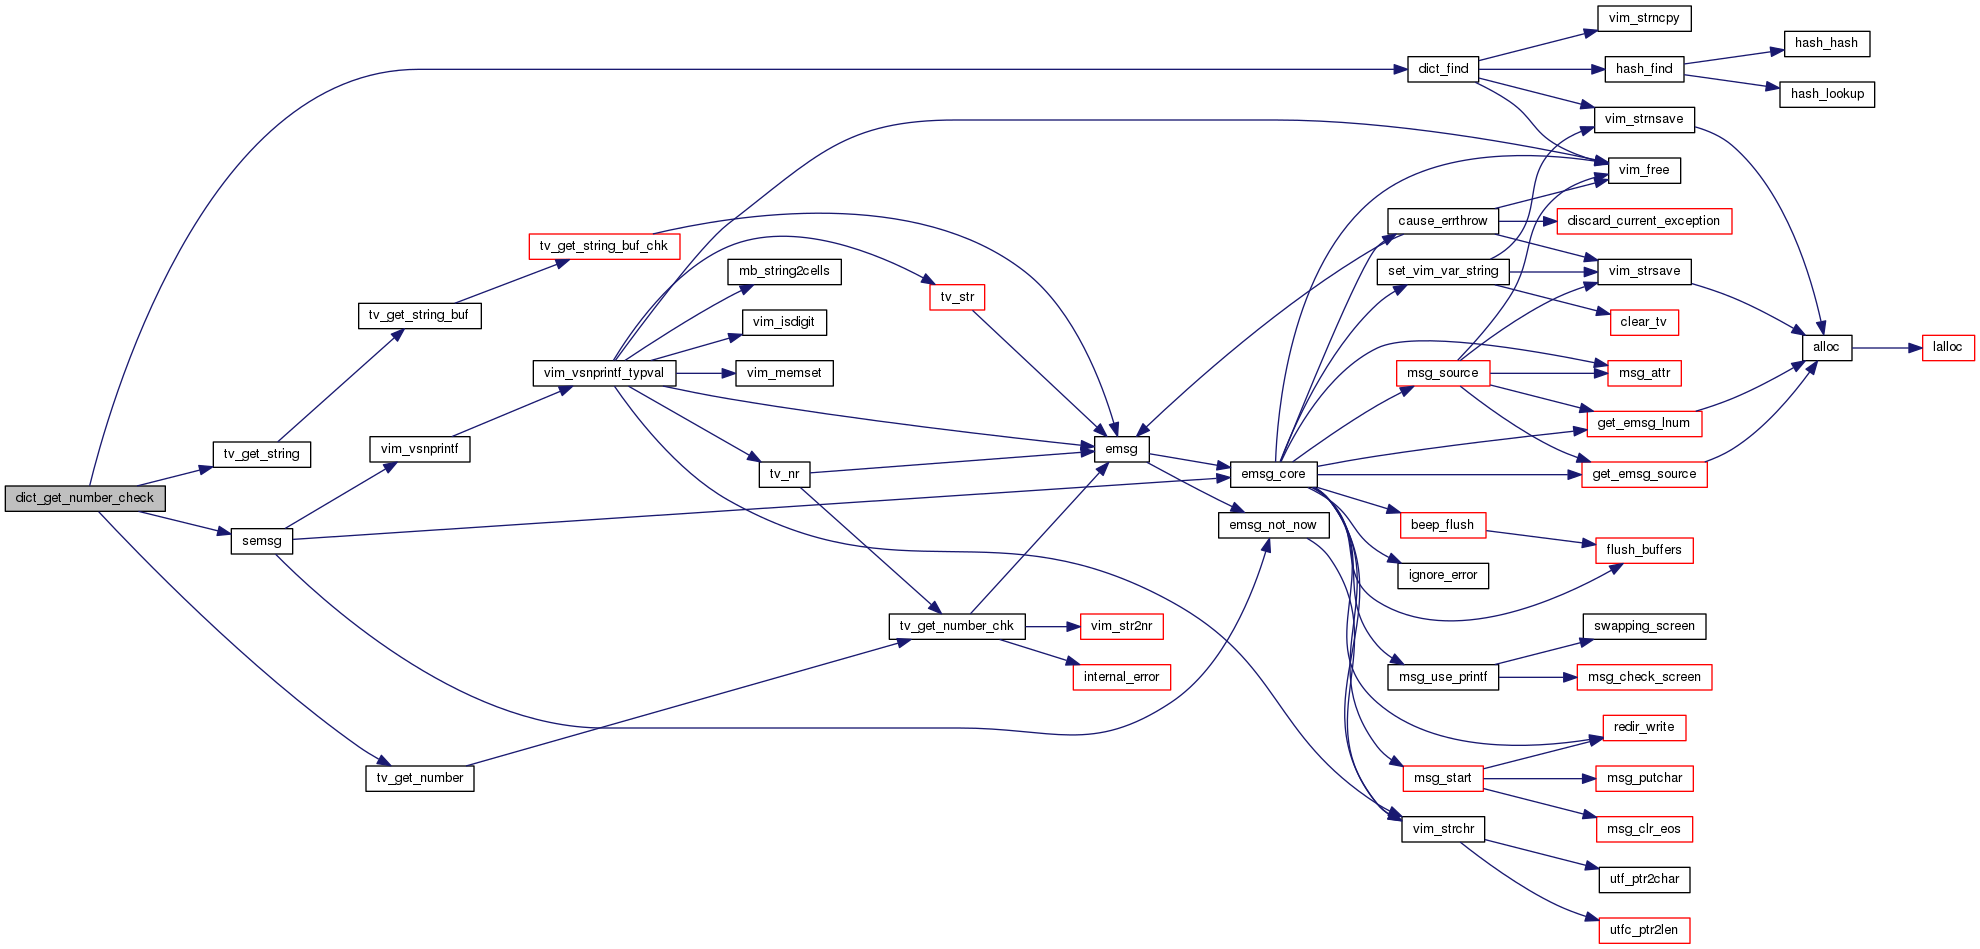 dict_get_number_check
tv_get_string
semsg
tv_get_number
tv_get_string_buf
vim_vsnprintf
tv_get_string_buf_chk
vim_vsnprintf_typval
mb_string2cells
vim_isdigit
vim_memset
tv_nr
tv_str
tv_get_number_chk
emsg
vim_str2nr
internal_error
emsg_core
emsg_not_now
dict_find
cause_errthrow
set_vim_var_string
msg_source
beep_flush
ignore_error
msg_use_printf
msg_start
vim_strchr
vim_strncpy
hash_find
vim_strnsave
vim_free
discard_current_exception
vim_strsave
clear_tv
msg_attr
get_emsg_lnum
get_emsg_source
flush_buffers
swapping_screen
msg_check_screen
redir_write
msg_putchar
msg_clr_eos
utf_ptr2char
utfc_ptr2len
hash_hash
hash_lookup
alloc
lalloc